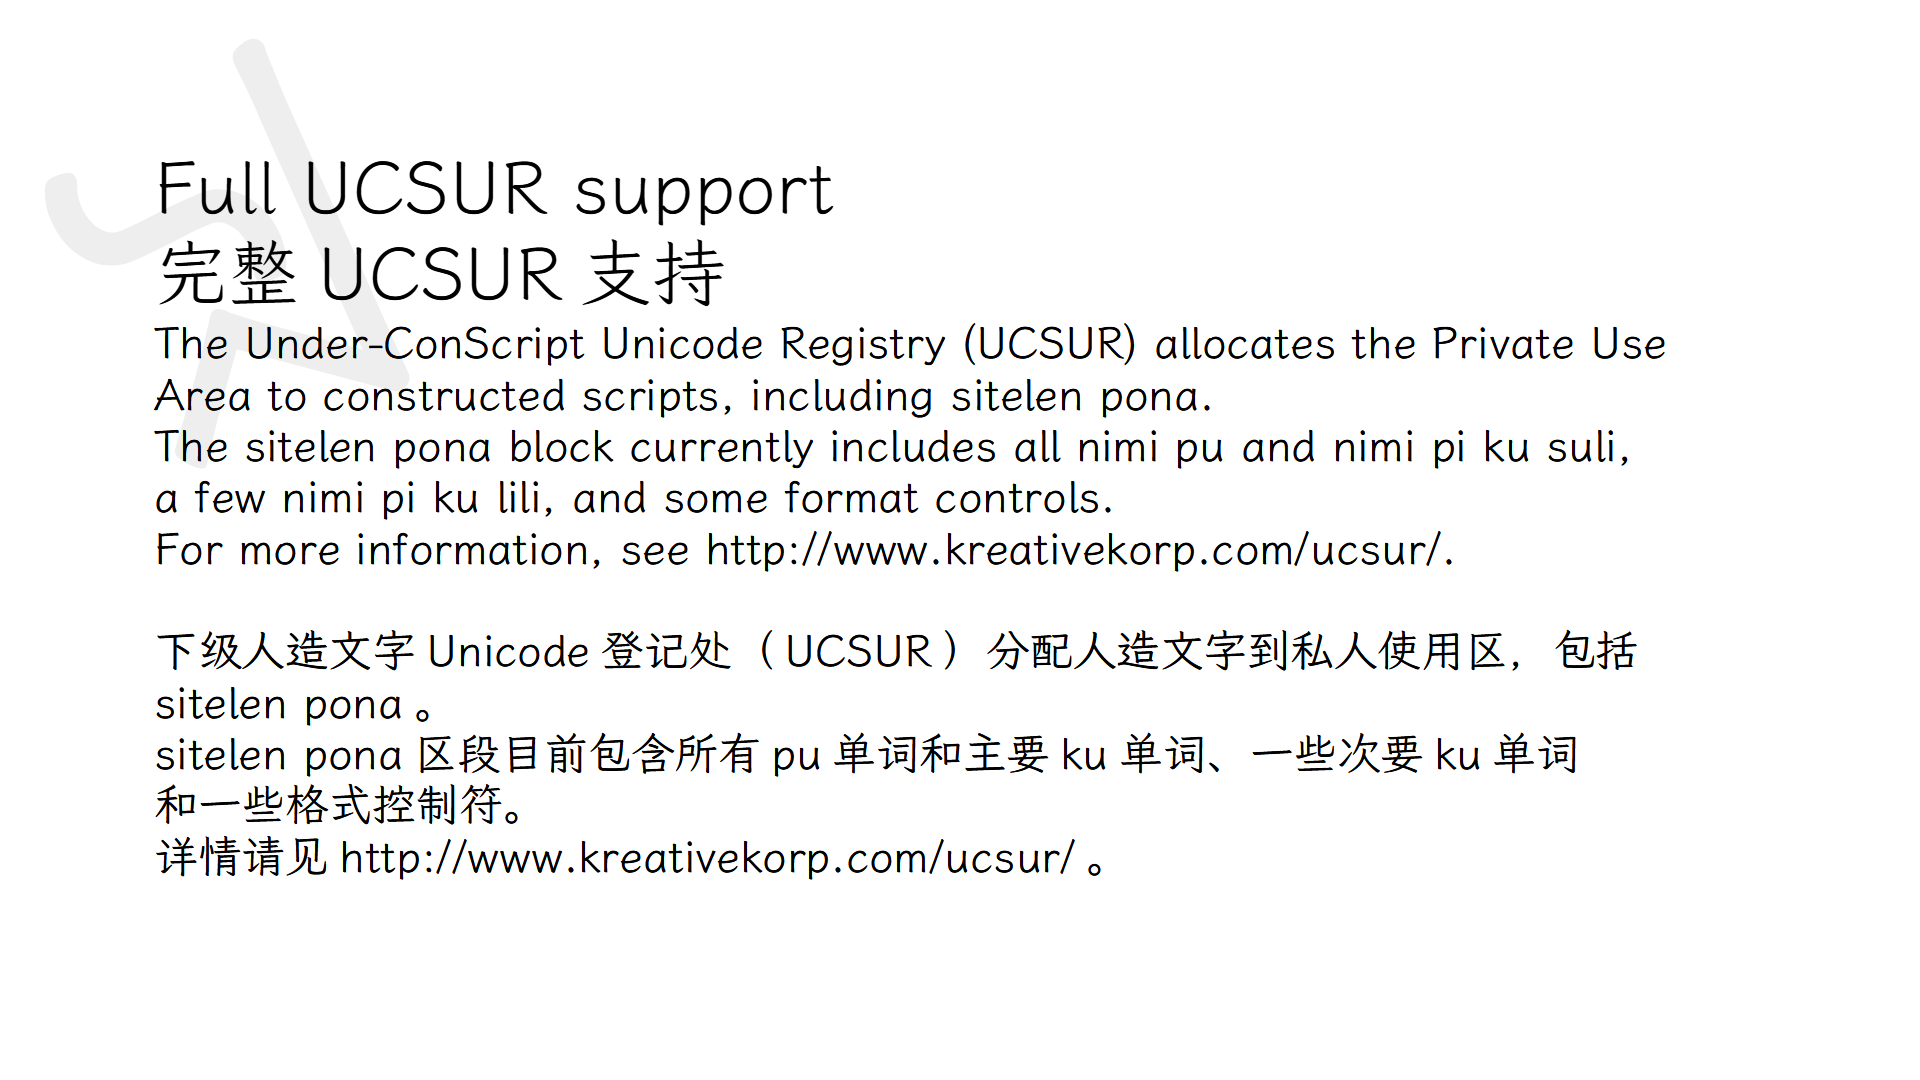 Full UCSUR support
完整 UCSUR 支持
The Under-ConScript Unicode Registry (UCSUR) allocates the Private Use
Area to constructed scripts, including sitelen pona.
The sitelen pona block currently includes all nimi pu and nimi pi ku suli,
a few nimi pi ku lili, and some format controls.
For more information, see http://www.kreativekorp.com/ucsur/.
下级人造文字 Unicode 登记处（UCSUR）分配人造文字到私人使用区，包括
sitelen pona。
sitelen pona 区段目前包含所有 pu 单词和主要 ku 单词、一些次要 ku 单词
和一些格式控制符。
详情请见 http://www.kreativekorp.com/ucsur/。